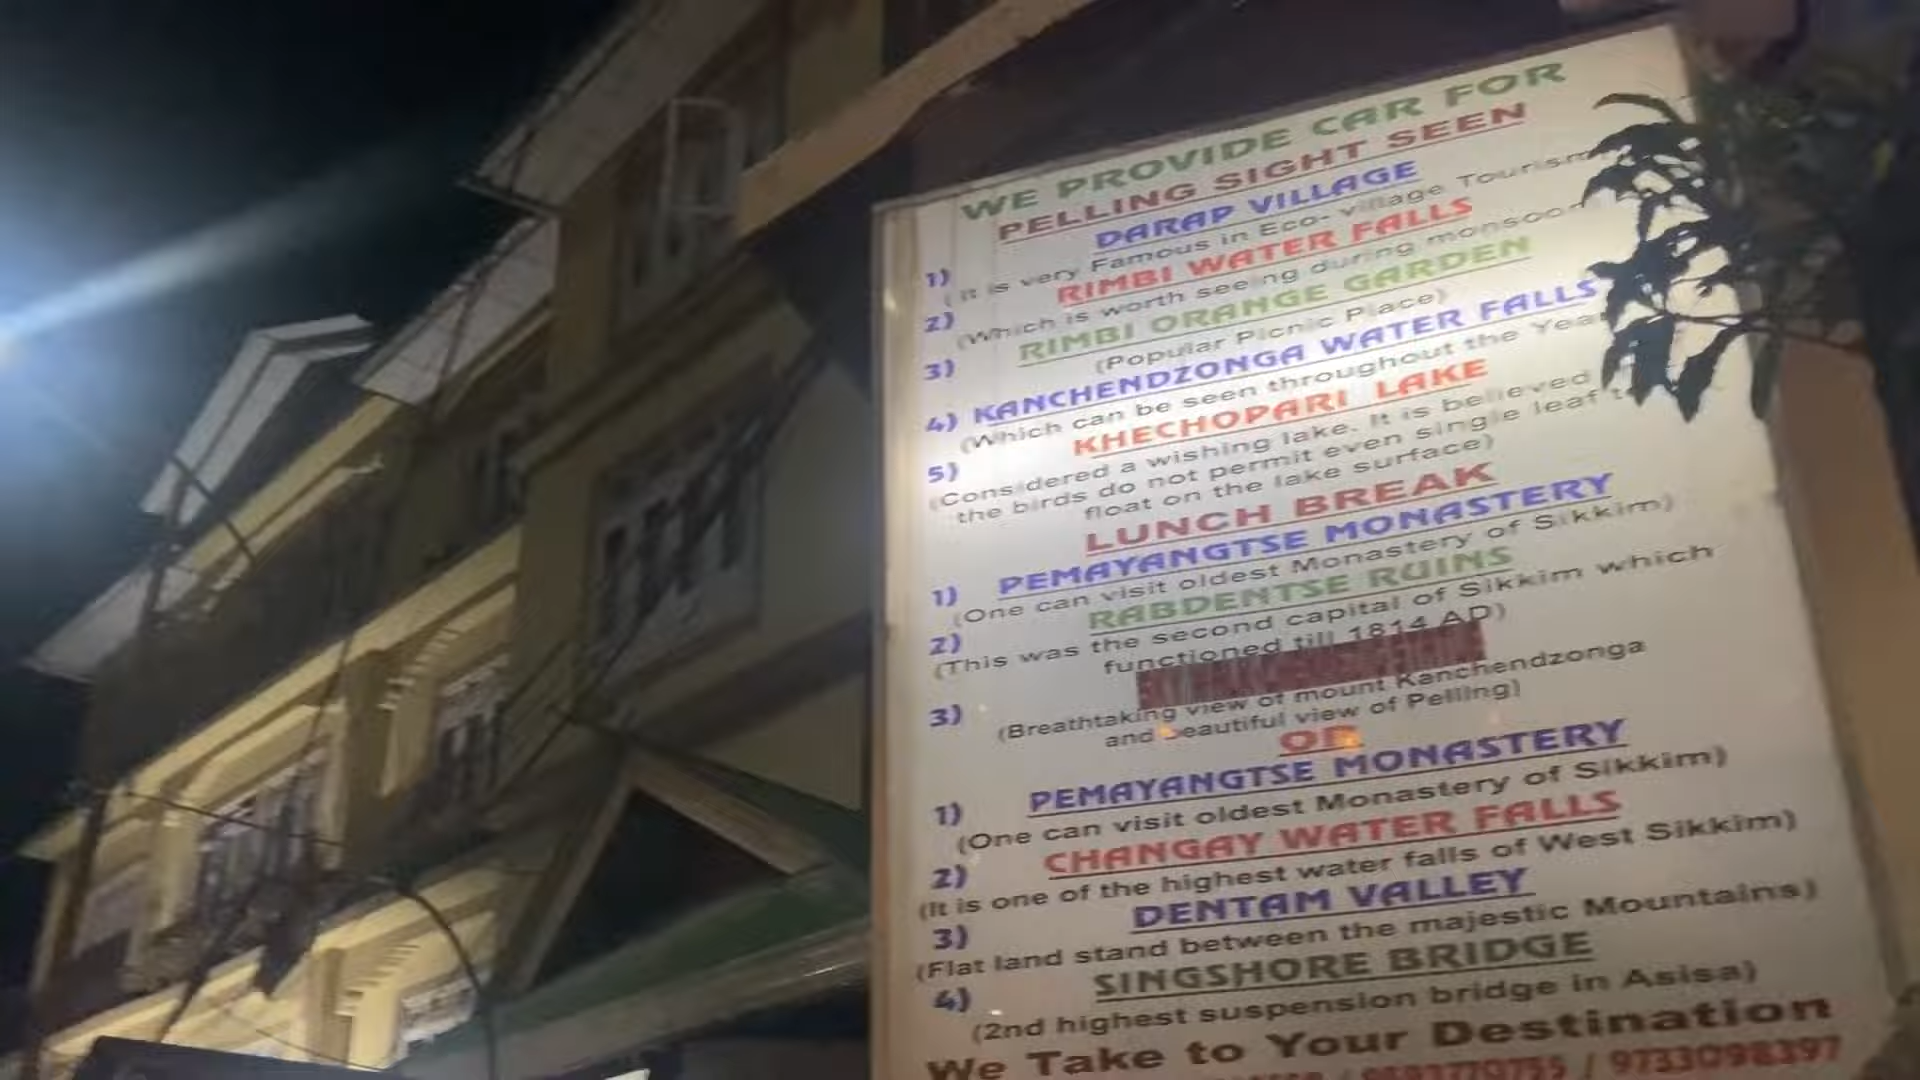 WE PROVIDE CAR FOR
PELLING SIGHT SEEN
1) DARAP VILLAGE
(It is very Famous in Eco- village Tourism
2) RIMBI WATER FALLS
(Which is worth seeing during monsoon
3) RIMBI ORANGE GARDEN
(Popular Picnic Place)
4) KANCHENDZONGA WATER FALLS
(Which can be seen throughout the Year
5) KHECHOPARI LAKE
(Considered a wishing lake. It is believed
the birds do not permit even single leaf to
float on the lake surface)
LUNCH BREAK
1) PEMAYANGTSE MONASTERY
(One can visit oldest Monastery of Sikkim)
2) RABDENTSE RUINS
(This was the second capital of Sikkim which
functioned till 1814 AD)
3)
(Breathtaking view of mount Kanchendzonga
and beautiful view of Pelling)
OR
1) PEMAYANGTSE MONASTERY
(One can visit oldest Monastery of Sikkim)
2) CHANGAY WATER FALLS
(It is one of the highest water falls of West Sikkim)
3) DENTAM VALLEY
(Flat land stand between the majestic Mountains)
4) SINGSHORE BRIDGE
(2nd highest suspension bridge in Asisa)
We Take to Your Destination
/ 9733098397